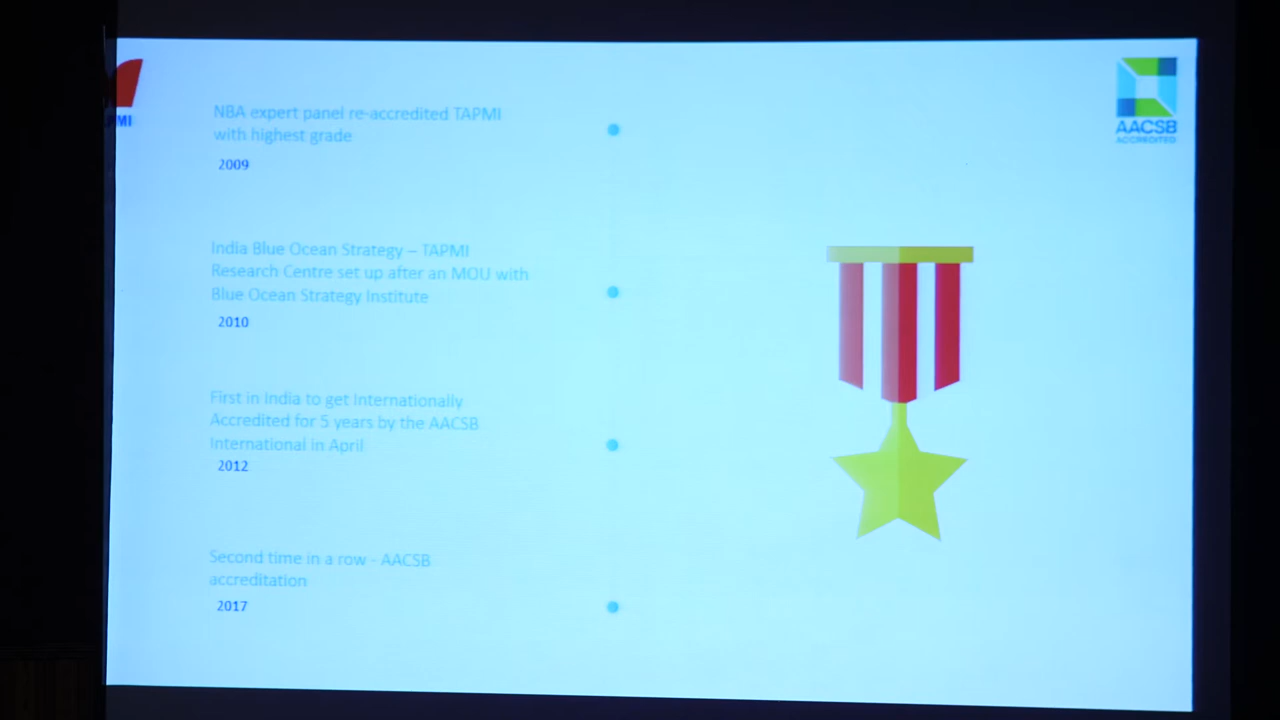 PMI
AACSB
ACCREDITED
NBA expert panel re-accredited TAPMI
with highest grade
2009
India Blue Ocean Strategy – TAPMI
Research Centre set up after an MOU with
Blue Ocean Strategy Institute
2010
First in India to get Internationally
Accredited for 5 years by the AACSB
International in April
2012
Second time in a row - AACSB
accreditation
2017